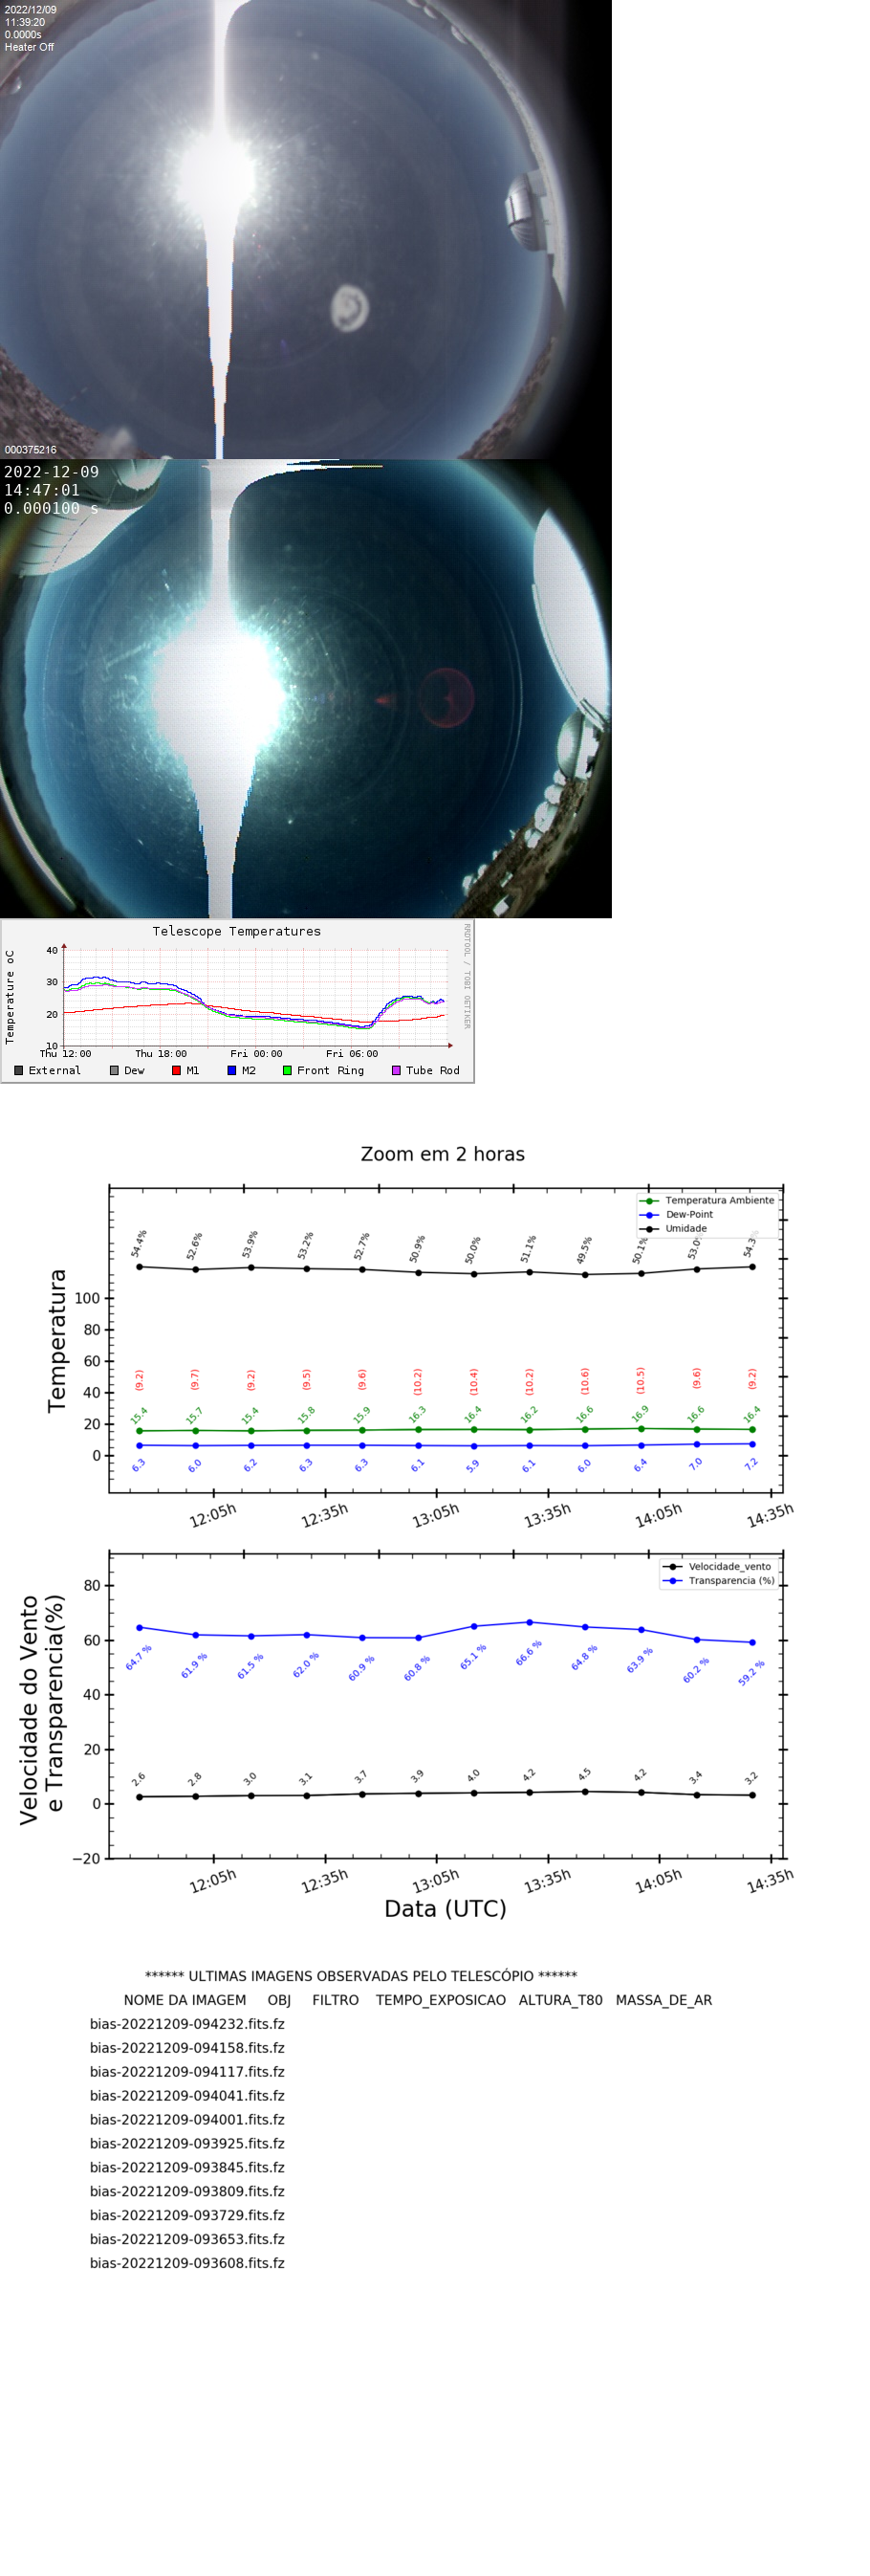 2022/12/09
11:39:20
0.0000s
Heater Off
000375216
2022-12-09
14:47:01
0.000100 s
Telescope Temperatures
RRDTOOL / TOBI OETIKER
Temperature oC
40
30
20
10
Thu 12:00 Thu 18:00 Fri 00:00 Fri 06:00
External Dew M1 M2 Front Ring Tube Rod
Zoom em 2 horas
Temperatura Ambiente
Dew-Point
Umidade
54.4% 52.6% 53.9% 53.2% 52.7% 50.9% 50.0% 51.1% 49.5% 50.1% 53.0% 54.3%
Temperatura
100
80
60
40
20
0
(9.2) (9.7) (9.2) (9.5) (9.6) (10.2) (10.4) (10.2) (10.6) (10.5) (9.6) (9.2)
15.4 15.7 15.4 15.8 15.9 16.3 16.4 16.2 16.6 16.9 16.6 16.4
6.3 6.0 6.2 6.3 6.3 6.1 5.9 6.1 6.0 6.4 7.0 7.2
12:05h 12:35h 13:05h 13:35h 14:05h 14:35h
Velocidade_vento
Transparencia (%)
Velocidade do Vento
e Transparencia(%)
80
60
40
20
0
−20
64.7 % 61.9 % 61.5 % 62.0 % 60.9 % 60.8 % 65.1 % 66.6 % 64.8 % 63.9 % 60.2 % 59.2 %
2.6 2.8 3.0 3.1 3.7 3.9 4.0 4.2 4.5 4.2 3.4 3.2
12:05h 12:35h 13:05h 13:35h 14:05h 14:35h
Data (UTC)
****** ULTIMAS IMAGENS OBSERVADAS PELO TELESCÓPIO ******
NOME DA IMAGEM OBJ FILTRO TEMPO_EXPOSICAO ALTURA_T80 MASSA_DE_AR
bias-20221209-094232.fits.fz
bias-20221209-094158.fits.fz
bias-20221209-094117.fits.fz
bias-20221209-094041.fits.fz
bias-20221209-094001.fits.fz
bias-20221209-093925.fits.fz
bias-20221209-093845.fits.fz
bias-20221209-093809.fits.fz
bias-20221209-093729.fits.fz
bias-20221209-093653.fits.fz
bias-20221209-093608.fits.fz